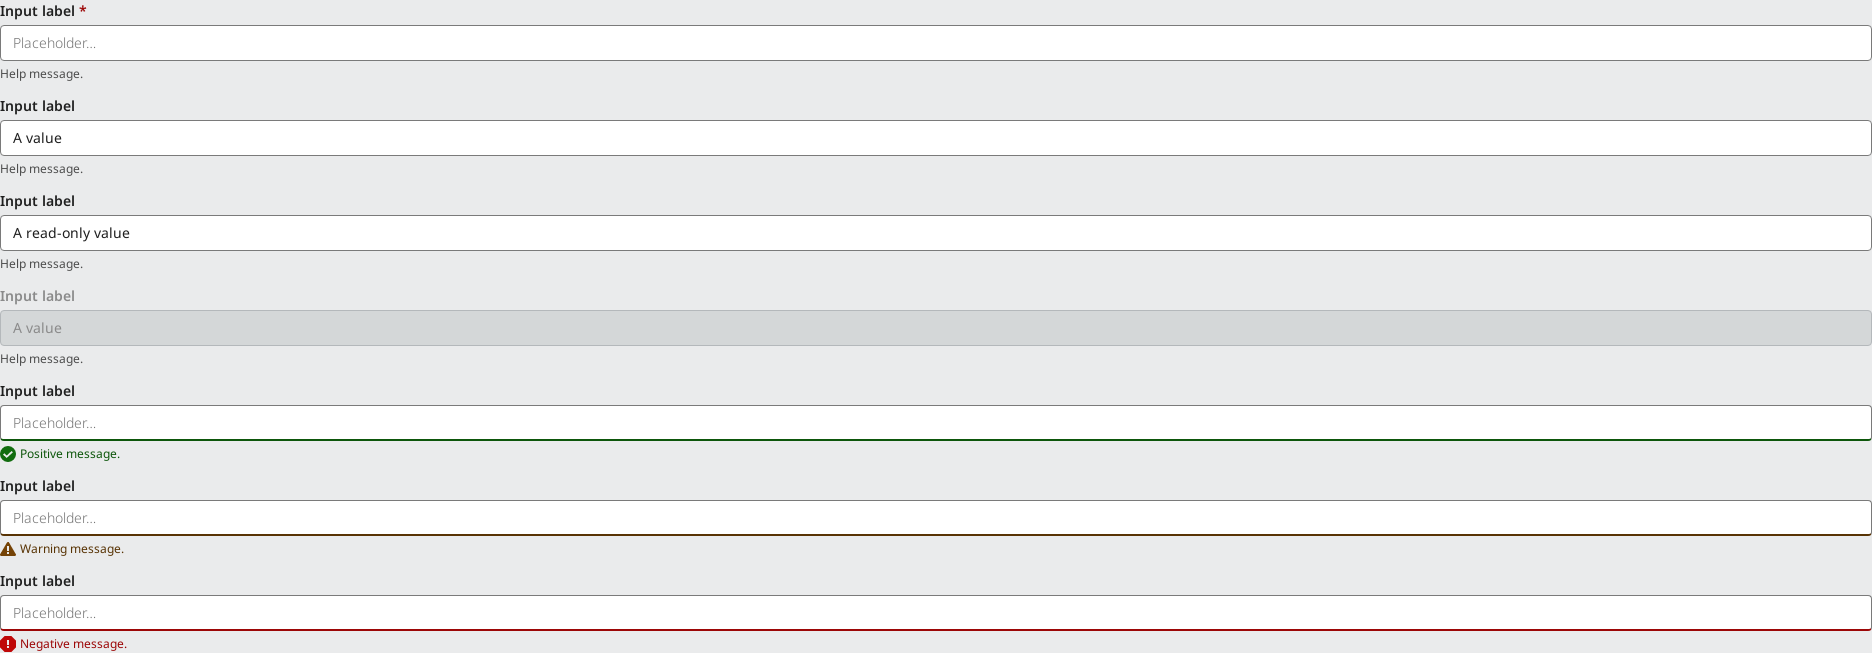 Input label *
Placeholder...
Help message.
Input label
A value
Help message.
Input label
A read-only value
Help message.
Input label
A value
Help message.
Input label
Placeholder...
Positive message.
Input label
Placeholder...
Warning message.
Input label
Placeholder...
Negative message.